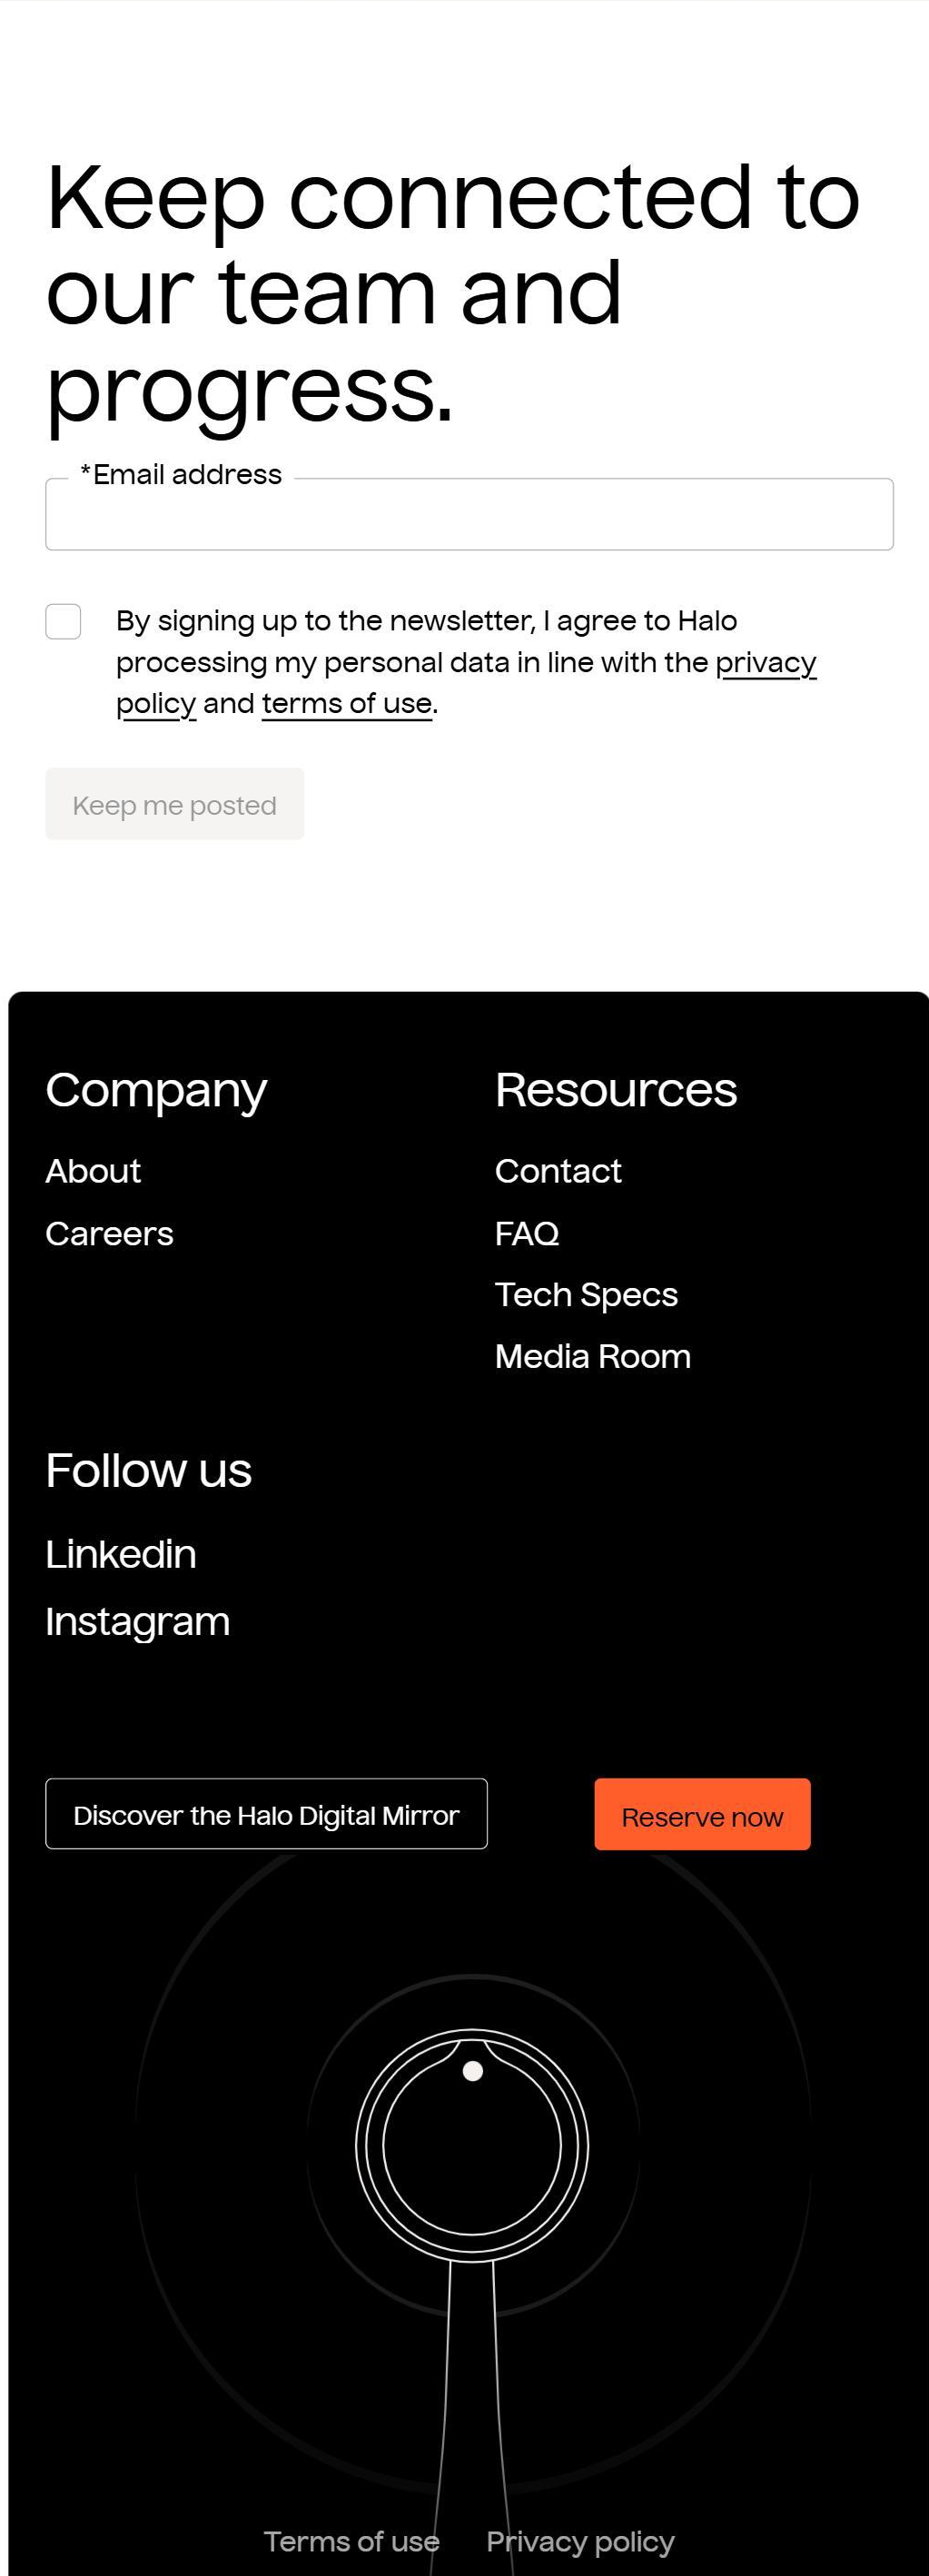 Keep connected to
our team and
progress.
*Email address
By signing up to the newsletter, I agree to Halo
processing my personal data in line with the privacy
policy and terms of use.
Keep me posted
Company
About
Careers
Resources
Contact
FAQ
Tech Specs
Media Room
Follow us
Linkedin
Instagram
Discover the Halo Digital Mirror
Reserve now
Terms of use
Privacy policy